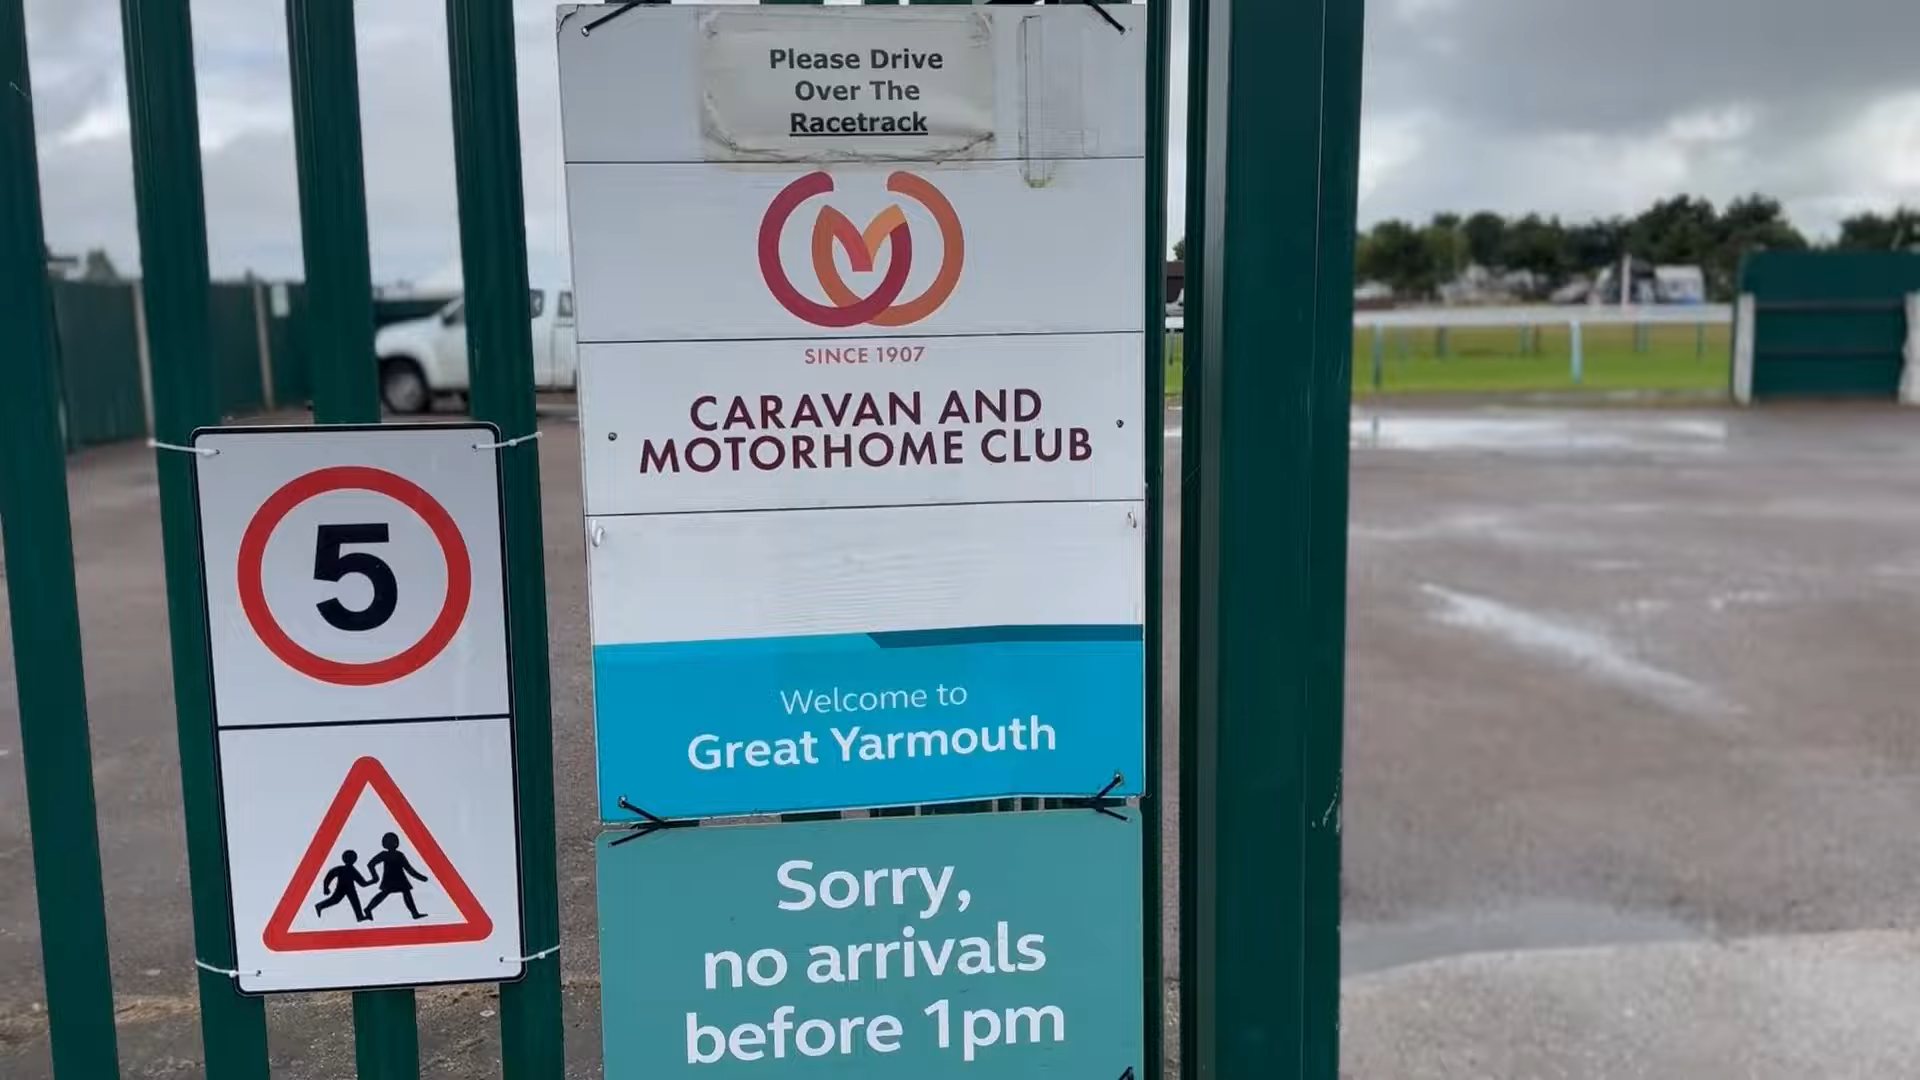 Please Drive
Over The
Racetrack
SINCE 1907
CARAVAN AND
MOTORHOME CLUB
Welcome to
Great Yarmouth
5
Sorry,
no arrivals
before 1pm